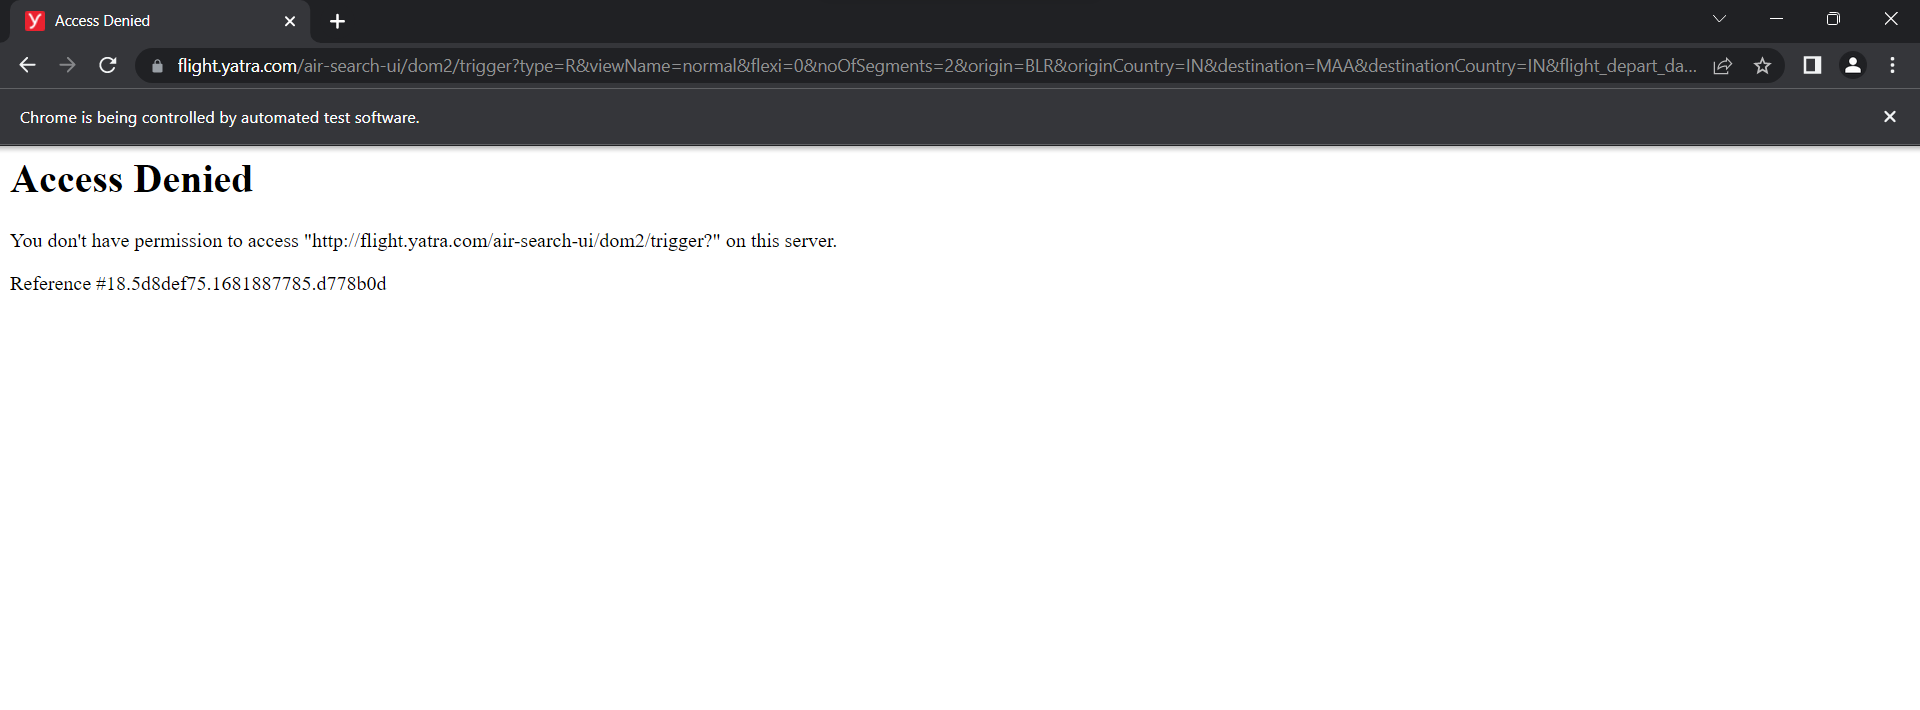 Access Denied
flight.yatra.com/air-search-ui/dom2/trigger?type=R&viewName=normal&flexi=0&noOfSegments=2&origin=BLR&originCountry=IN&destination=MAA&destinationCountry=IN&flight_depart_da...
Chrome is being controlled by automated test software.
Access Denied
You don't have permission to access "http://flight.yatra.com/air-search-ui/dom2/trigger?" on this server.
Reference #18.5d8def75.1681887785.d778b0d